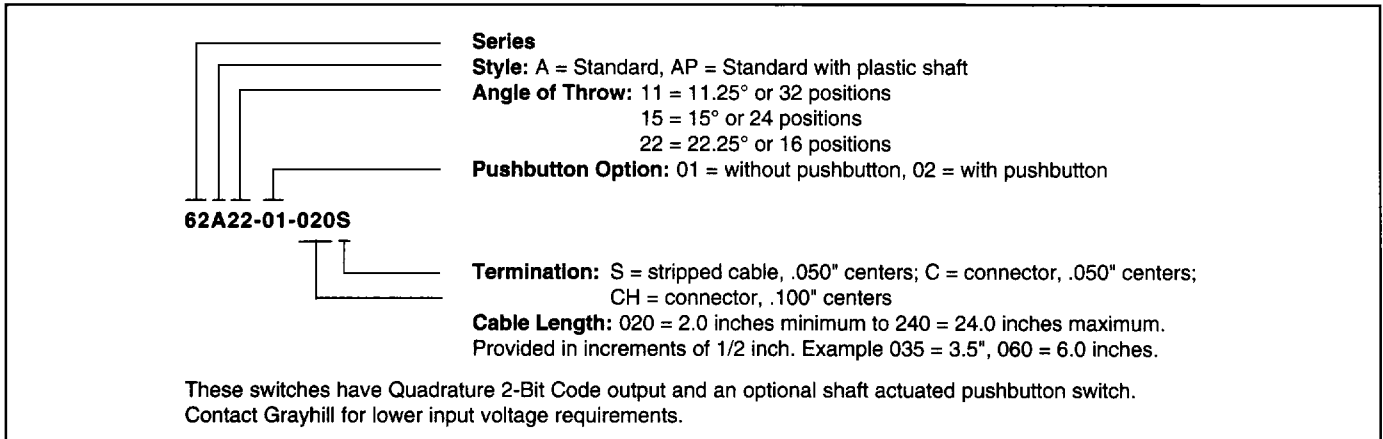 Series
Style: A = Standard, AP = Standard with plastic shaft
Angle of Throw: 11 = 11.25° or 32 positions
15 = 15° or 24 positions
22 = 22.25° or 16 positions
Pushbutton Option: 01 = without pushbutton, 02 = with pushbutton
62A22-01-020S
Termination: S = stripped cable, .050" centers; C = connector, .050" centers;
CH = connector, .100" centers
Cable Length: 020 = 2.0 inches minimum to 240 = 24.0 inches maximum.
Provided in increments of 1/2 inch. Example 035 = 3.5", 060 = 6.0 inches.
These switches have Quadrature 2-Bit Code output and an optional shaft actuated pushbutton switch.
Contact Grayhill for lower input voltage requirements.